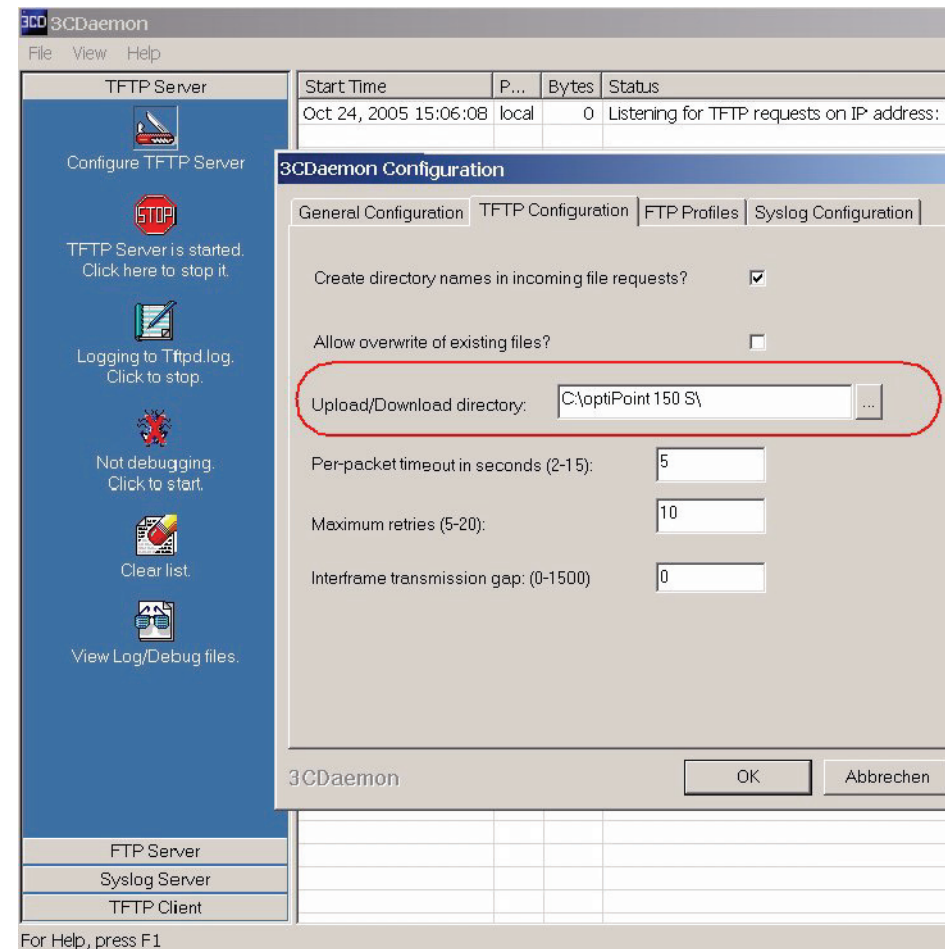 3CD 3CDaemon
File View Help
TFTP Server
Configure TFTP Server
STOP
TFTP Server is started.
Click here to stop it.
Logging to Tftpd.log.
Click to stop.
Not debugging.
Click to start.
Clear list.
View Log/Debug files.
FTP Server
Syslog Server
TFTP Client
Start Time P... Bytes Status
Oct 24, 2005 15:06:08 local 0 Listening for TFTP requests on IP address:
3CDaemon Configuration
General Configuration TFTP Configuration FTP Profiles Syslog Configuration
Create directory names in incoming file requests?
Allow overwrite of existing files?
Upload/Download directory: C:\optiPoint 150 S\ ...
Per-packet timeout in seconds (2-15): 5
Maximum retries (5-20): 10
Interframe transmission gap: (0-1500) 0
3CDaemon OK Abbrechen
For Help, press F1